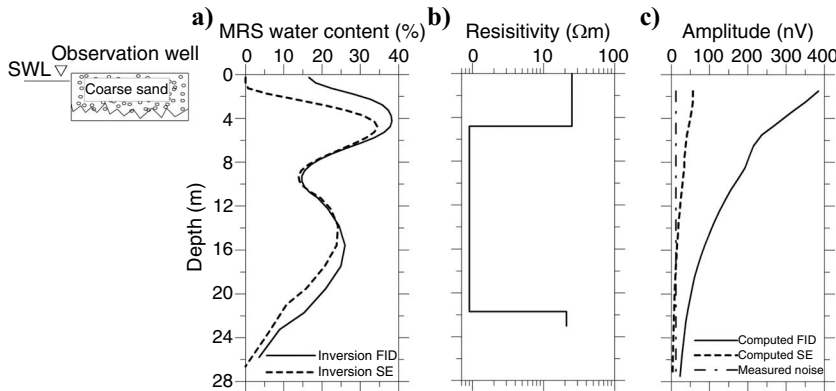 a)
MRS water content (%)
0 10 20 30 40
b)
Resisitivity (Ωm)
0 10 100
c)
Amplitude (nV)
0 100 200 300 400
Observation well
SWL
Coarse sand
Depth (m)
0
4
8
12
16
20
24
28
Inversion FID
Inversion SE
Computed FID
Computed SE
Measured noise